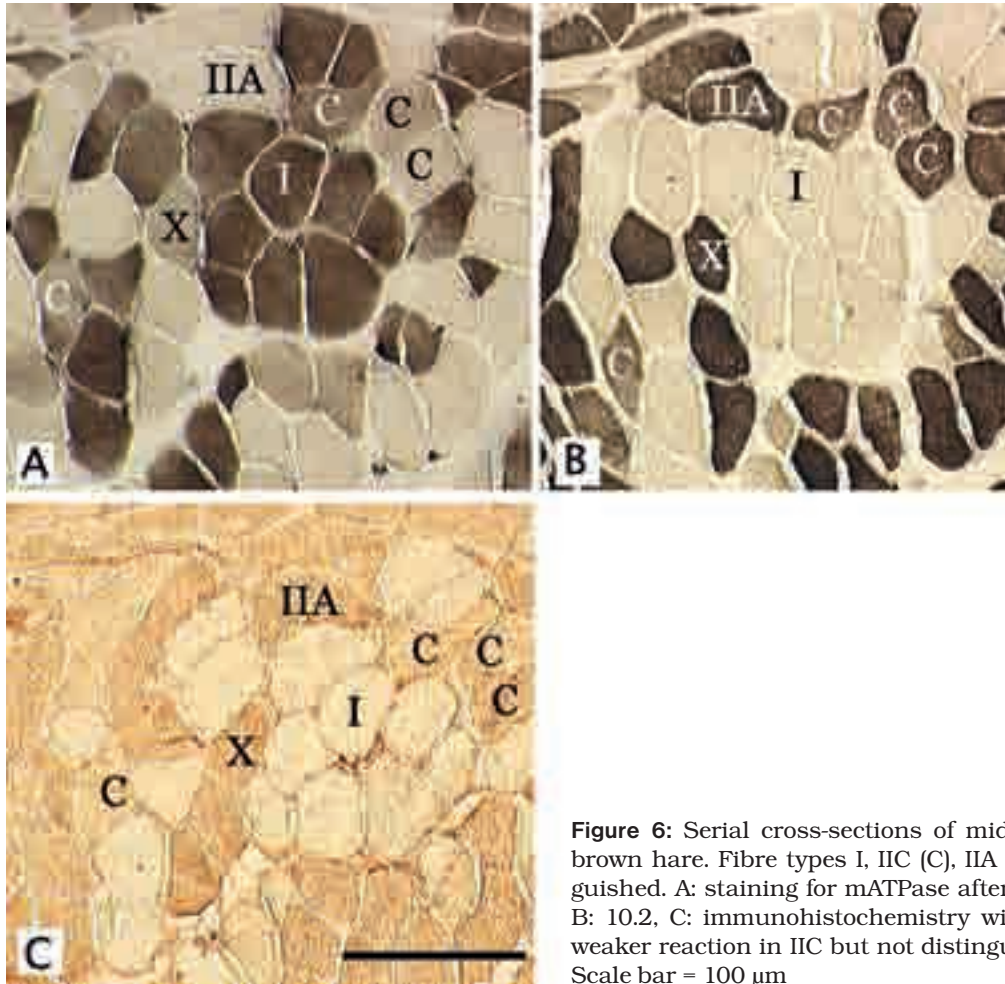 IIA
C
C
C
I
X
C
A
IIA
C
C
C
I
X
C
B
IIA
C
C
C
I
X
C
C
Figure 6: Serial cross-sections of mid
brown hare. Fibre types I, IIC (C), IIA
guished. A: staining for mATPase after
B: 10.2, C: immunohistochemistry wi
weaker reaction in IIC but not distingu
Scale bar = 100 µm